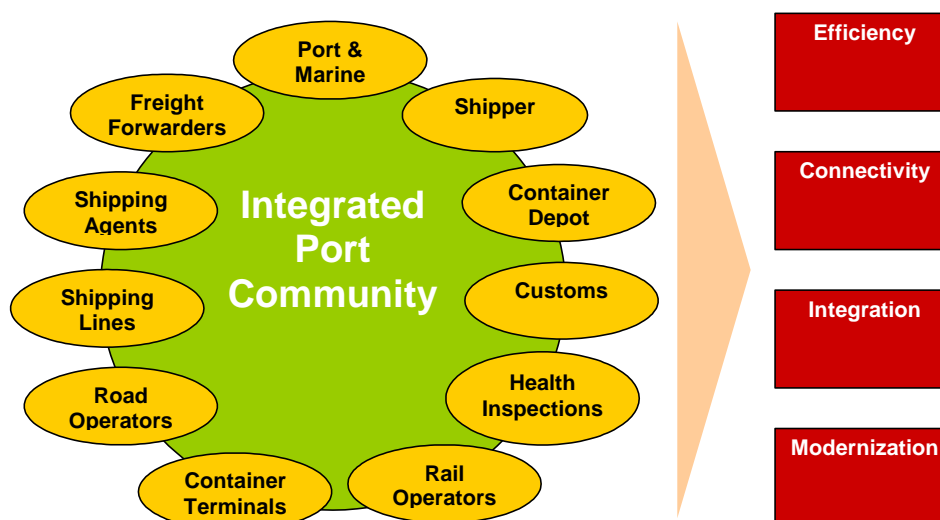 Port &
Marine
Freight
Forwarders
Shipper
Shipping
Agents
Integrated
Port
Community
Container
Depot
Shipping
Lines
Customs
Road
Operators
Health
Inspections
Container
Terminals
Rail
Operators
Efficiency
Connectivity
Integration
Modernization